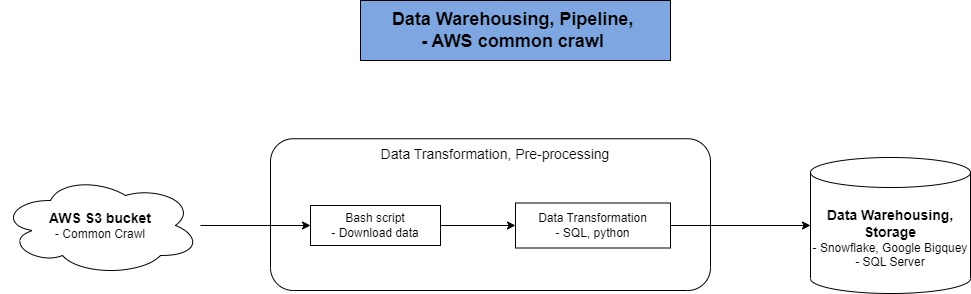 Data Warehousing, Pipeline,
- AWS common crawl
Data Transformation, Pre-processing
AWS S3 bucket
- Common Crawl
Bash script
- Download data
Data Transformation
- SQL, python
Data Warehousing,
Storage
- Snowflake, Google Bigquey
- SQL Server